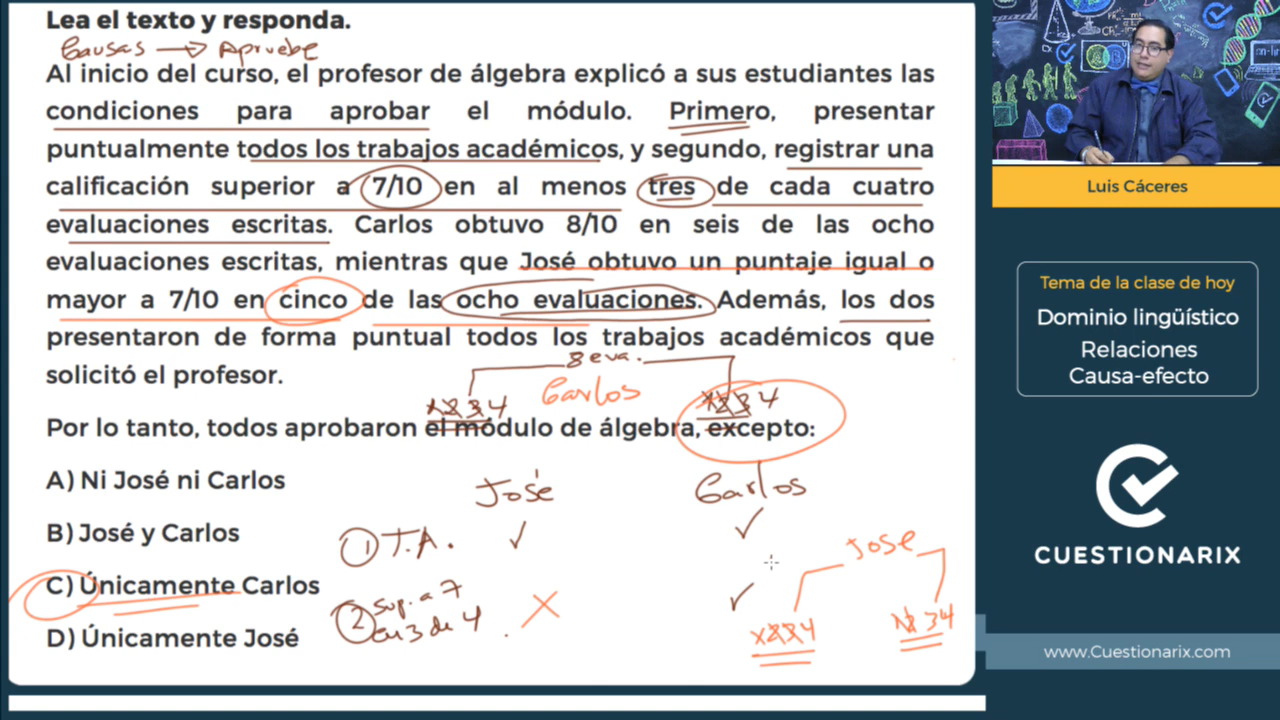 Lea el texto y responda.
Causas → Apruebe
Al inicio del curso, el profesor de álgebra explicó a sus estudiantes las
condiciones para aprobar el módulo. Primero, presentar
puntualmente todos los trabajos académicos, y segundo, registrar una
calificación superior a 7/10 en al menos tres de cada cuatro
evaluaciones escritas. Carlos obtuvo 8/10 en seis de las ocho
evaluaciones escritas, mientras que José obtuvo un puntaje igual o
mayor a 7/10 en cinco de las ocho evaluaciones. Además, los dos
presentaron de forma puntual todos los trabajos académicos que
solicitó el profesor.
8 eva.
Carlos
1234 1234
Por lo tanto, todos aprobaron el módulo de álgebra, excepto:
A) Ni José ni Carlos
José Carlos
B) José y Carlos
① T.A. ✓ ✓
José
C) Únicamente Carlos
② sup. a 7
en 3 de 4. X ✓
1234 1234
D) Únicamente José
Luis Cáceres
Tema de la clase de hoy
Dominio lingüístico
Relaciones
Causa-efecto
CUESTIONARIX
www.Cuestionarix.com